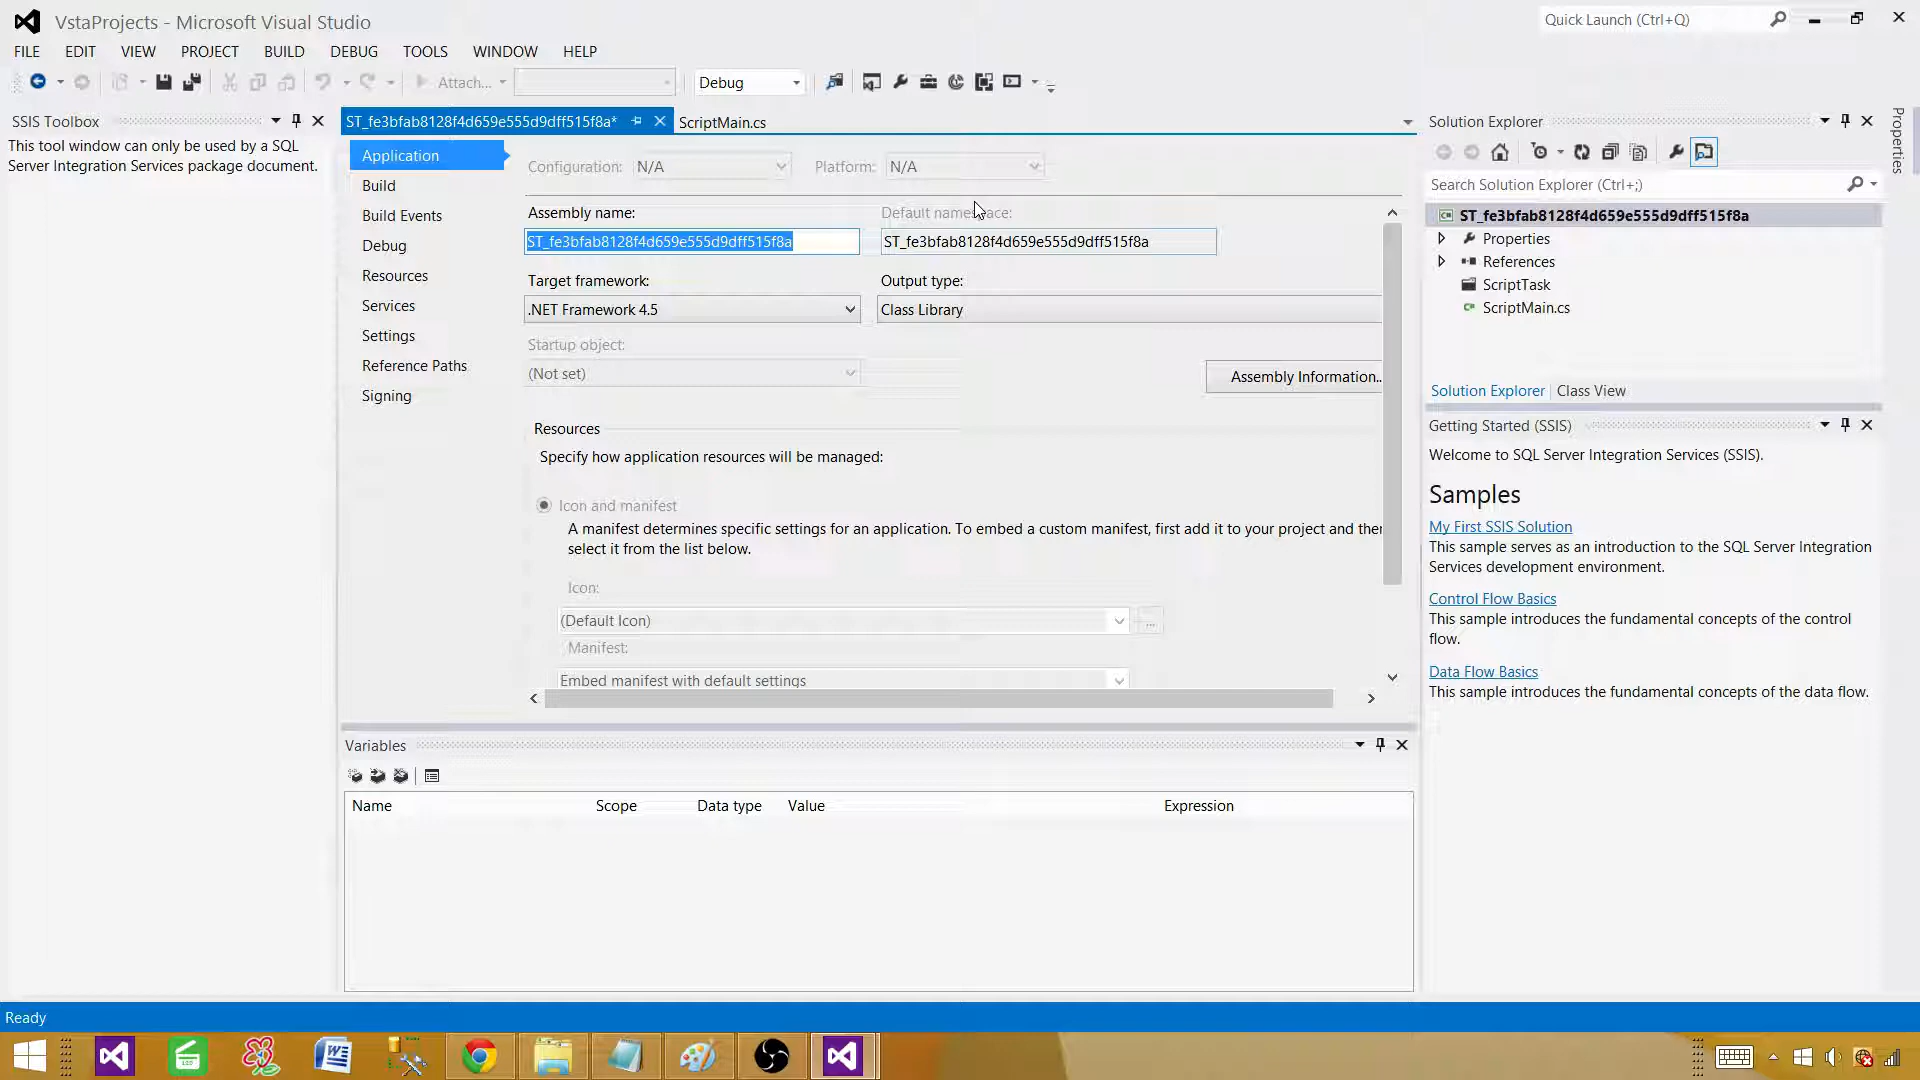 VstaProjects - Microsoft Visual Studio
Quick Launch (Ctrl+Q)
FILE EDIT VIEW PROJECT BUILD DEBUG TOOLS WINDOW HELP
Attach...
Debug
SSIS Toolbox
This tool window can only be used by a SQL
Server Integration Services package document.
ST_fe3bfab8128f4d659e555d9dff515f8a*
ScriptMain.cs
Application
Build
Build Events
Debug
Resources
Services
Settings
Reference Paths
Signing
Configuration: N/A
Platform: N/A
Assembly name:
Default namespace:
ST_fe3bfab8128f4d659e555d9dff515f8a
ST_fe3bfab8128f4d659e555d9dff515f8a
Target framework:
Output type:
.NET Framework 4.5
Class Library
Startup object:
(Not set)
Assembly Information..
Resources
Specify how application resources will be managed:
Icon and manifest
A manifest determines specific settings for an application. To embed a custom manifest, first add it to your project and then
select it from the list below.
Icon:
(Default Icon)
...
Manifest:
Embed manifest with default settings
Variables
Name Scope Data type Value Expression
Solution Explorer
Search Solution Explorer (Ctrl+;)
ST_fe3bfab8128f4d659e555d9dff515f8a
Properties
References
ScriptTask
ScriptMain.cs
Solution Explorer Class View
Getting Started (SSIS)
Welcome to SQL Server Integration Services (SSIS).
Samples
My First SSIS Solution
This sample serves as an introduction to the SQL Server Integration
Services development environment.
Control Flow Basics
This sample introduces the fundamental concepts of the control
flow.
Data Flow Basics
This sample introduces the fundamental concepts of the data flow.
Properties
Ready